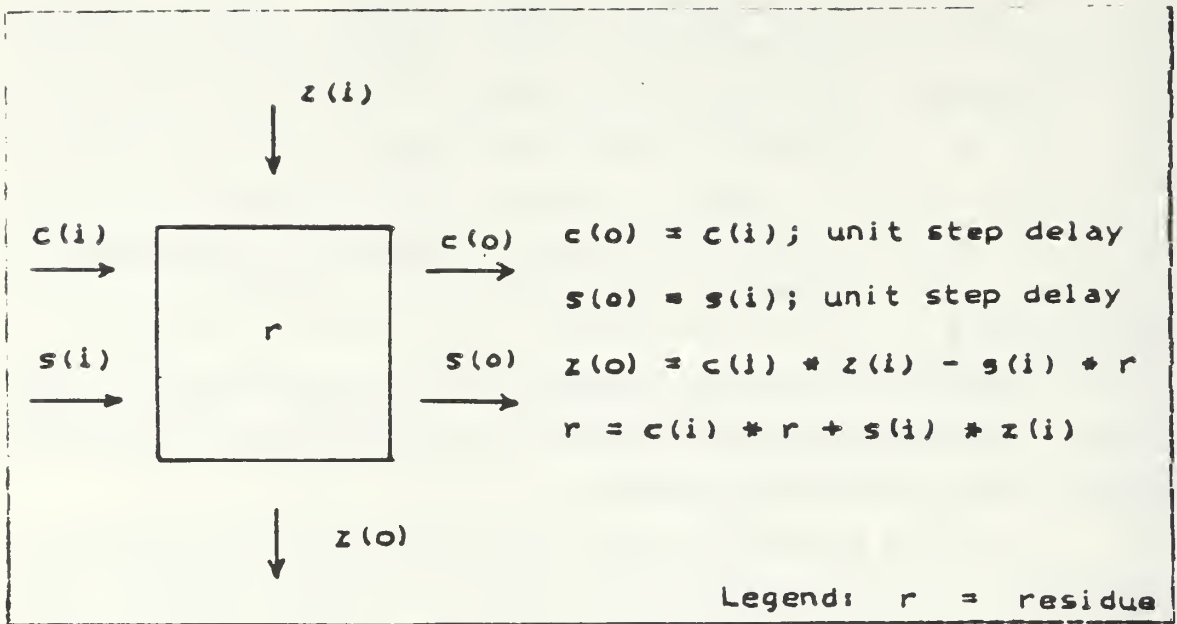 z(i)
c(i)
c(o)
c(o) = c(i); unit step delay
s(o) = s(i); unit step delay
r
s(i)
s(o)
z(o) = c(i) * z(i) - s(i) * r
r = c(i) * r + s(i) * z(i)
z(o)
Legend: r = residue